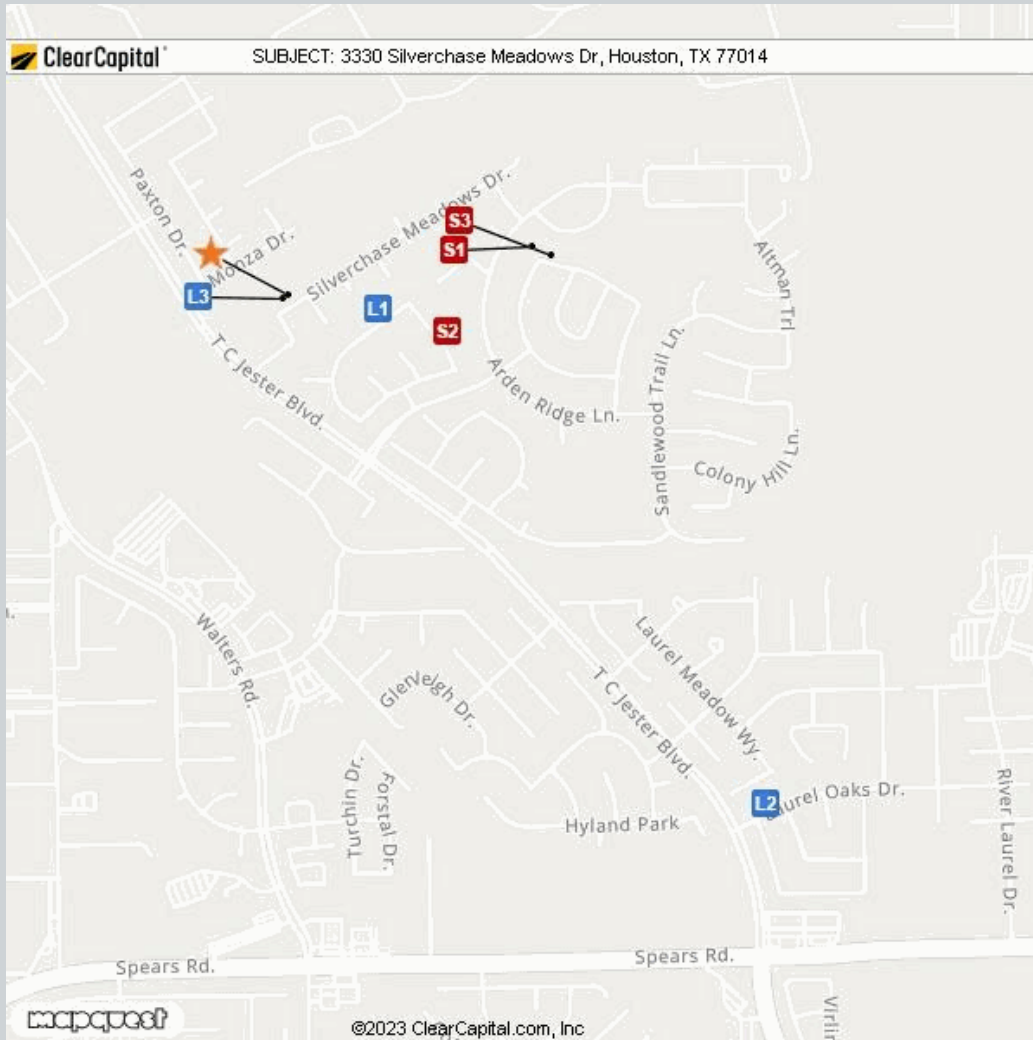 ClearCapital
SUBJECT: 3330 Silverchase Meadows Dr, Houston, TX 77014
Paxton Dr.
Monza Dr.
Silverchase Meadows Dr.
S3
S1
L3
L1
S2
Altman Trl
T C Jester Blvd.
Arden Ridge Ln.
Sandlewood Trail Ln.
Colony Hill Ln.
Walters Rd.
Laurel Meadow Wy.
Glenleigh Dr.
T C Jester Blvd.
Turchin Dr.
Forstal Dr.
L2
Laurel Oaks Dr.
Hyland Park
River Laurel Dr.
Spears Rd.
Spears Rd.
mapquest
©2023 ClearCapital.com, Inc